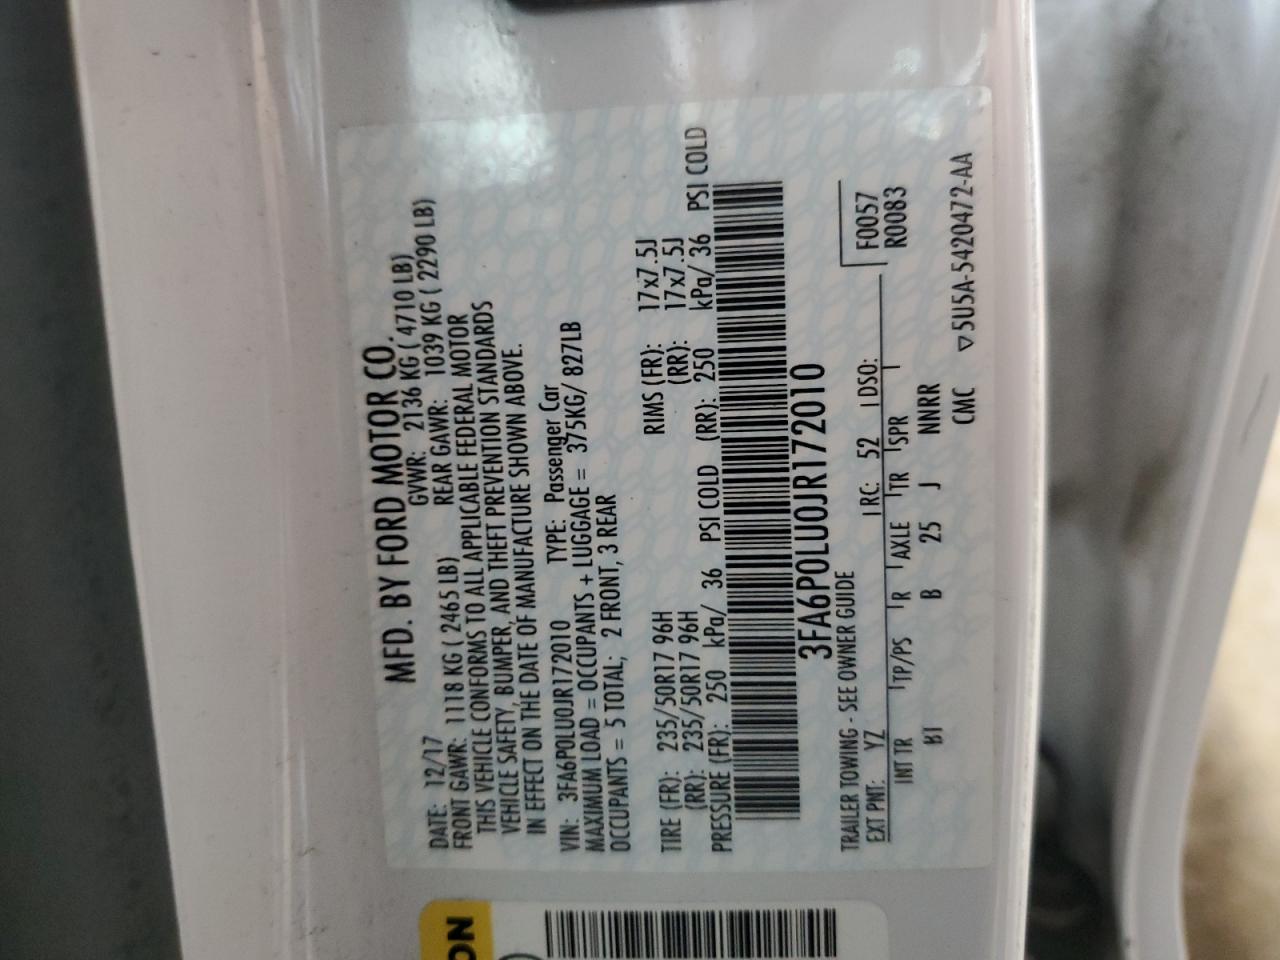 MFD. BY FORD MOTOR CO.
DATE: 12/17 GVWR: 2136 KG ( 4710 LB)
FRONT GAWR: 1118 KG ( 2465 LB) REAR GAWR: 1039 KG ( 2290 LB)
THIS VEHICLE CONFORMS TO ALL APPLICABLE FEDERAL MOTOR
VEHICLE SAFETY, BUMPER, AND THEFT PREVENTION STANDARDS
IN EFFECT ON THE DATE OF MANUFACTURE SHOWN ABOVE.
VIN: 3FA6P0LU0JR172010 TYPE: Passenger Car
MAXIMUM LOAD = OCCUPANTS + LUGGAGE = 375KG/ 827LB
OCCUPANTS = 5 TOTAL; 2 FRONT, 3 REAR
TIRE (FR): 235/50R17 96H RIMS (FR): 17x7.5J
(RR): 235/50R17 96H (RR): 17x7.5J
PRESSURE (FR): 250 kPa/ 36 PSI COLD (RR): 250 kPa/ 36 PSI COLD
3FA6P0LU0JR172010
TRAILER TOWING - SEE OWNER GUIDE
EXT PNT: YZ RC: 52 DSO: F0057
R0083
INT TR TP/PS R AXLE TR SPR
BI B 25 J NNRR
CMC ▽5U5A-5420472-AA
ON